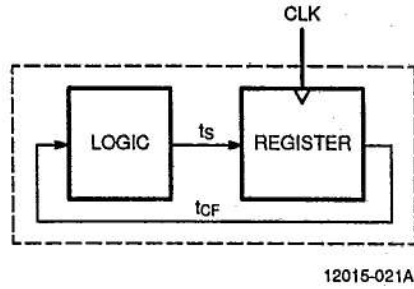 CLK
LOGIC
tS
REGISTER
tCF
12015-021A